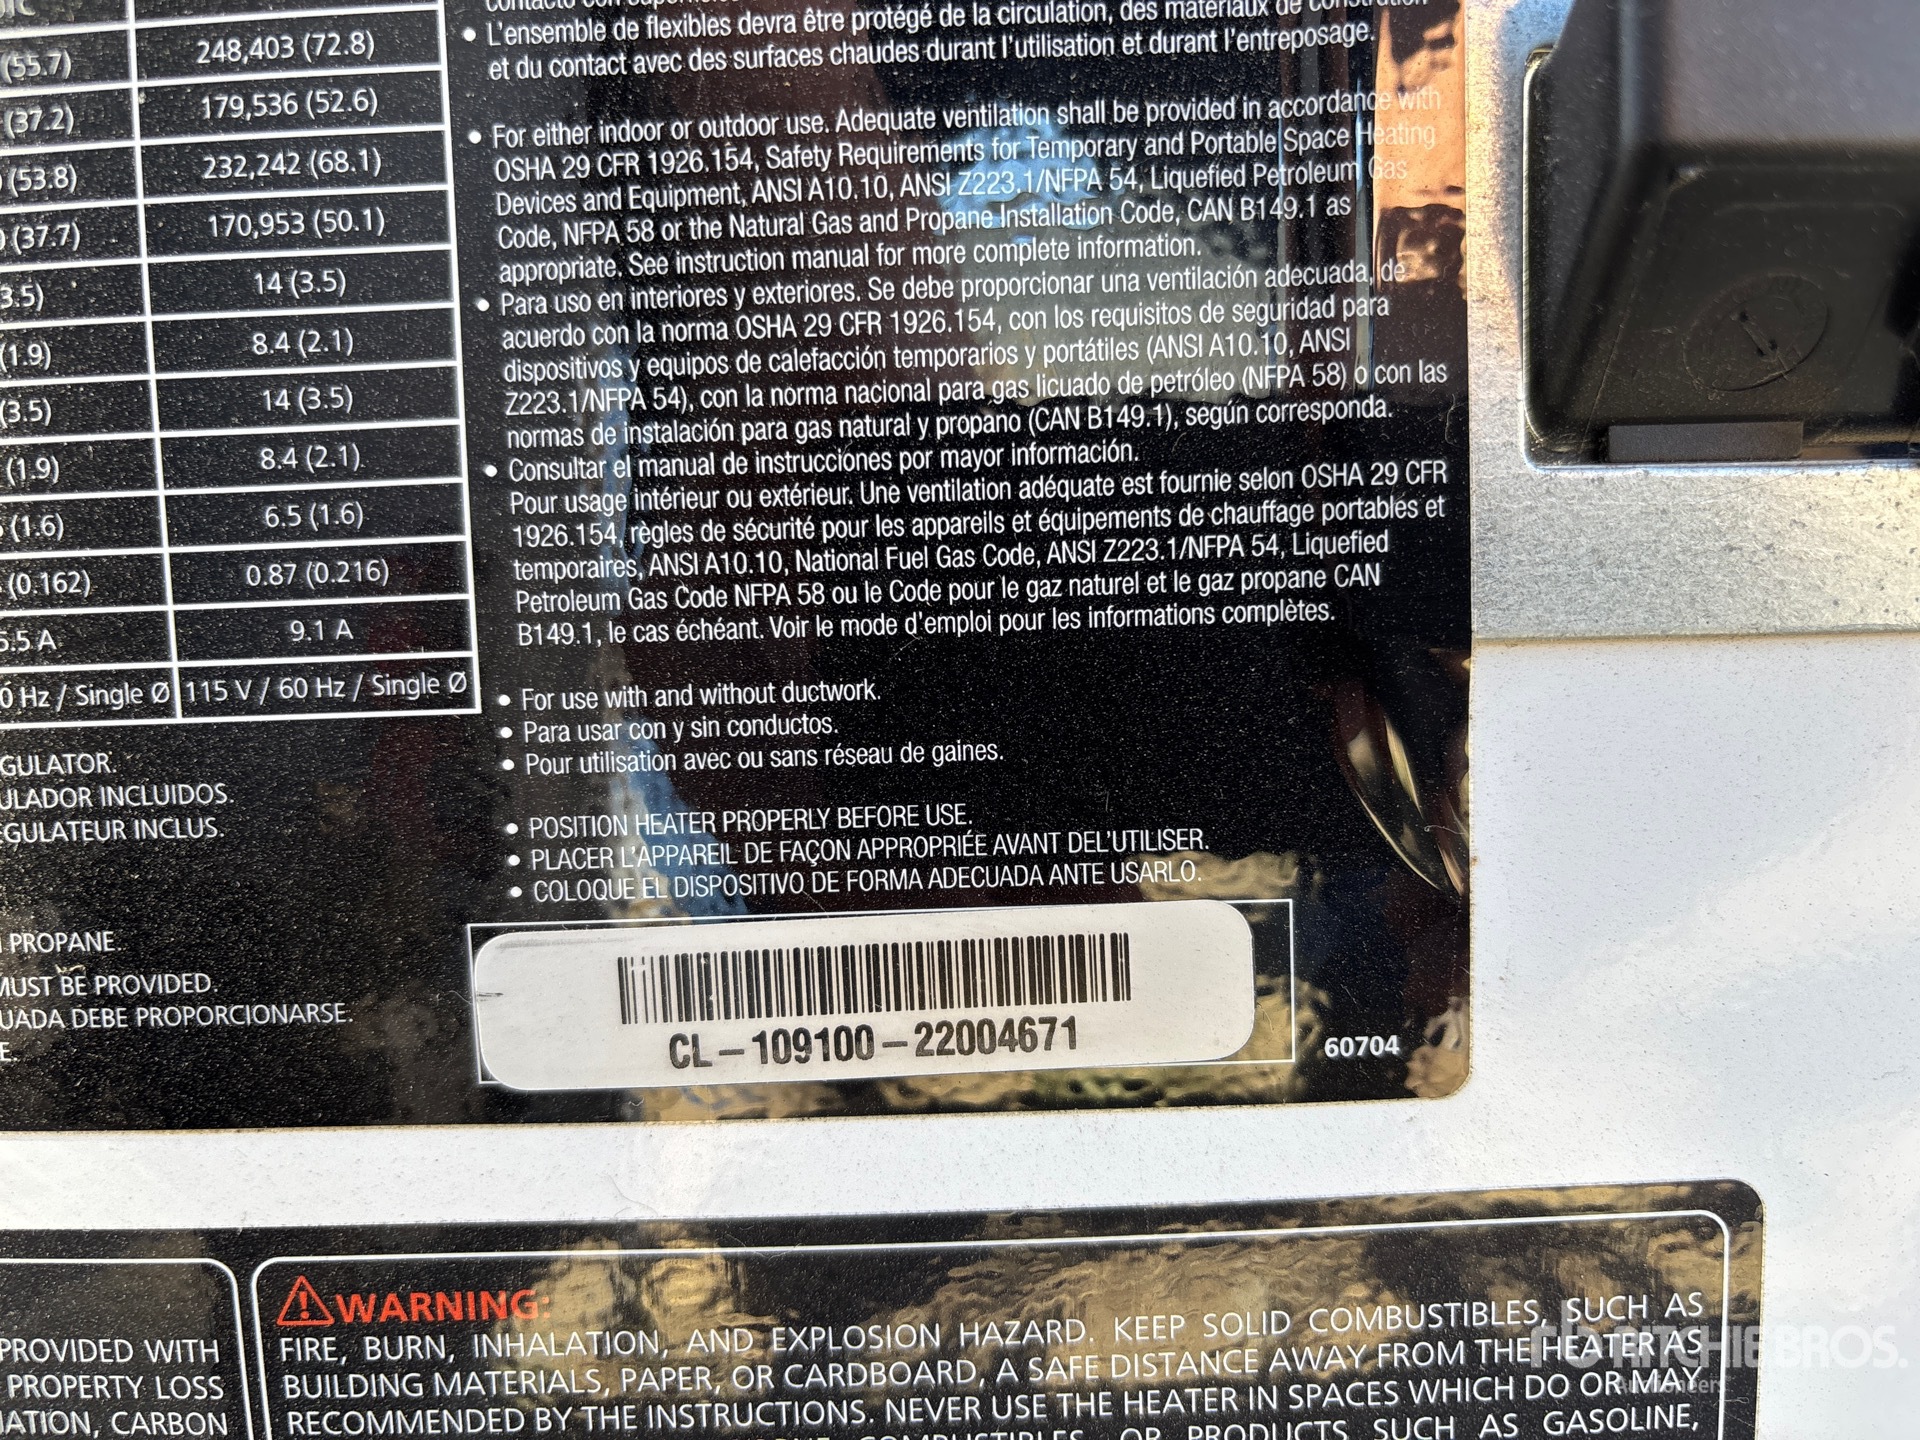 (55.7) 248,403 (72.8)
(37.2) 179,536 (52.6)
(53.8) 232,242 (68.1)
(37.7) 170,953 (50.1)
3.5) 14 (3.5)
(1.9) 8.4 (2.1)
(3.5) 14 (3.5)
(1.9) 8.4 (2.1)
(1.6) 6.5 (1.6)
(0.162) 0.87 (0.216)
5.5 A 9.1 A
0 Hz / Single Ø 115 V / 60 Hz / Single Ø
GULATOR.
ULADOR INCLUIDOS.
EGULATEUR INCLUS.
PROPANE.
MUST BE PROVIDED.
UADA DEBE PROPORCIONARSE.
E.
• L'ensemble de flexibles devra être protégé de la circulation, des matériaux de construction
et du contact avec des surfaces chaudes durant l'utilisation et durant l'entreposage.
• For either indoor or outdoor use. Adequate ventilation shall be provided in accordance with
OSHA 29 CFR 1926.154, Safety Requirements for Temporary and Portable Space Heating
Devices and Equipment, ANSI A10.10, ANSI Z223.1/NFPA 54, Liquefied Petroleum Gas
Code, NFPA 58 or the Natural Gas and Propane Installation Code, CAN B149.1 as
appropriate. See instruction manual for more complete information.
• Para uso en interiores y exteriores. Se debe proporcionar una ventilación adecuada, de
acuerdo con la norma OSHA 29 CFR 1926.154, con los requisitos de seguridad para
dispositivos y equipos de calefacción temporarios y portátiles (ANSI A10.10, ANSI
Z223.1/NFPA 54), con la norma nacional para gas licuado de petróleo (NFPA 58) o con las
normas de instalación para gas natural y propano (CAN B149.1), según corresponda.
• Consultar el manual de instrucciones por mayor información.
Pour usage intérieur ou extérieur. Une ventilation adéquate est fournie selon OSHA 29 CFR
1926.154, règles de sécurité pour les appareils et équipements de chauffage portables et
temporaires, ANSI A10.10, National Fuel Gas Code, ANSI Z223.1/NFPA 54, Liquefied
Petroleum Gas Code NFPA 58 ou le Code pour le gaz naturel et le gaz propane CAN
B149.1, le cas échéant. Voir le mode d'emploi pour les informations complètes.
• For use with and without ductwork.
• Para usar con y sin conductos.
• Pour utilisation avec ou sans réseau de gaines.
• POSITION HEATER PROPERLY BEFORE USE.
• PLACER L'APPAREIL DE FAÇON APPROPRIÉE AVANT DEL'UTILISER.
• COLOQUE EL DISPOSITIVO DE FORMA ADECUADA ANTE USARLO.
CL-109100-22004671
60704
PROVIDED WITH
PROPERTY LOSS
ATION, CARBON
WARNING:
FIRE, BURN, INHALATION, AND EXPLOSION HAZARD. KEEP SOLID COMBUSTIBLES, SUCH AS
BUILDING MATERIALS, PAPER, OR CARDBOARD, A SAFE DISTANCE AWAY FROM THE HEATER AS
RECOMMENDED BY THE INSTRUCTIONS. NEVER USE THE HEATER IN SPACES WHICH DO OR MAY
COMBUSTIBLES, OR PRODUCTS SUCH AS GASOLINE,
rb RITCHIE BROS.
Auctioneers